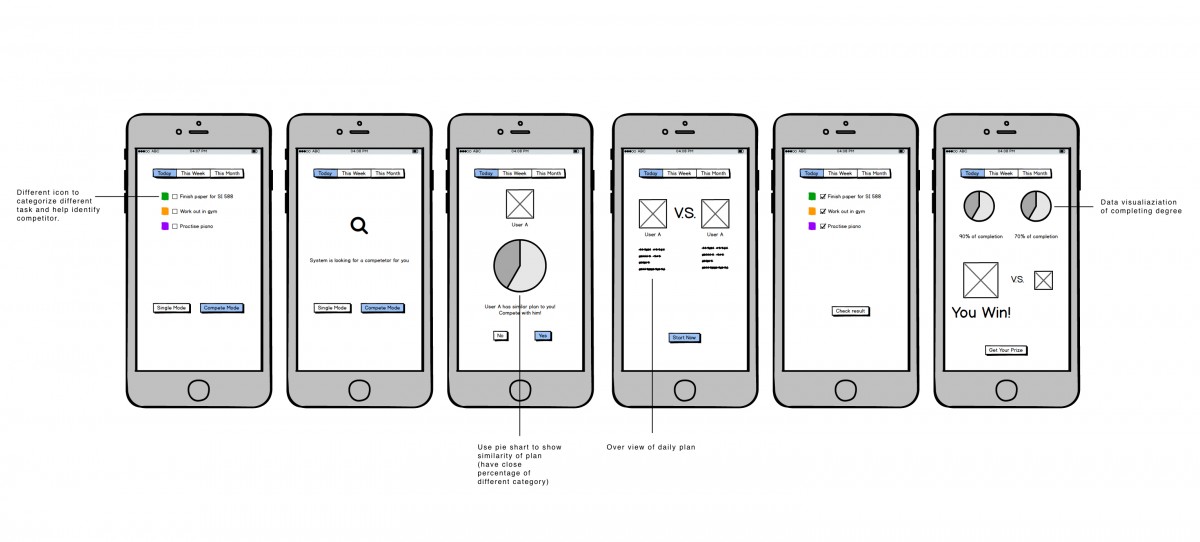 ●●●○○ ABC 04:07 PM
Today This Week This Month
Finish paper for SI 588
Work out in gym
Practise piano
Single Mode Compete Mode
Different icon to
categorize different
task and help identify
competitor.
●●●○○ ABC 04:08 PM
Today This Week This Month
System is looking for a competetor for you
Single Mode Compete Mode
●●●○○ ABC 04:08 PM
Today This Week This Month
User A
User A has similar plan to you!
Compete with him!
No Yes
Use pie shart to show
similarity of plan
(have close
percentage of
different category)
●●●○○ ABC 04:08 PM
Today This Week This Month
V.S.
User A User A
Start Now
Over view of daily plan
●●●○○ ABC 04:08 PM
Today This Week This Month
Finish paper for SI 588
Work out in gym
Practise piano
Check result
●●●○○ ABC 04:08 PM
Today This Week This Month
90% of completion 70% of completion
V.S.
You Win!
Get Your Prize
Data visualiaziation
of completing degree